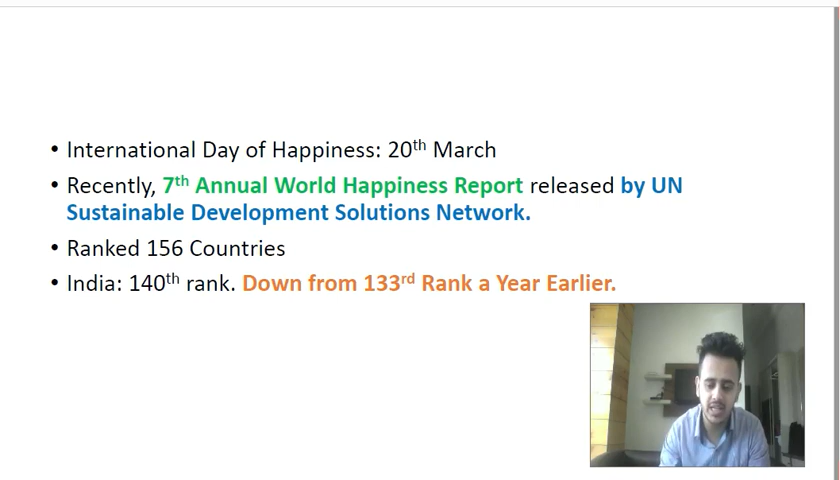 • International Day of Happiness: 20th March
• Recently, 7th Annual World Happiness Report released by UN
Sustainable Development Solutions Network.
• Ranked 156 Countries
• India: 140th rank. Down from 133rd Rank a Year Earlier.